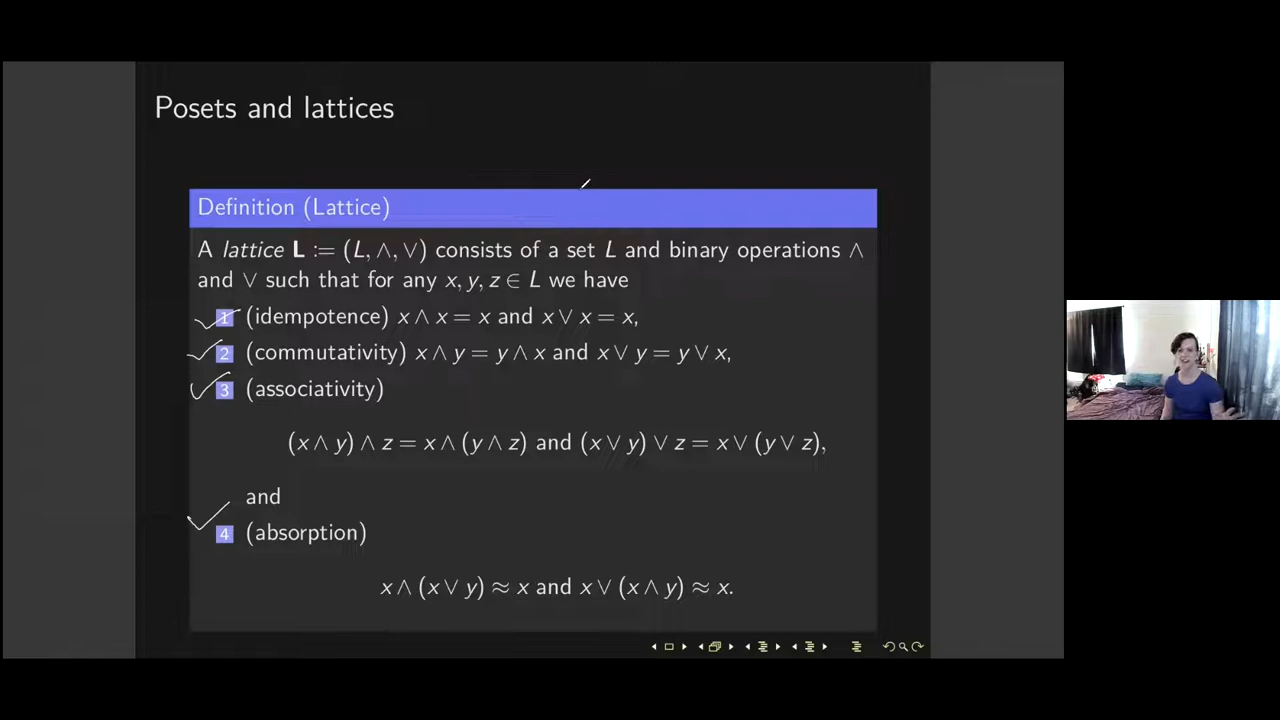 Posets and lattices
Definition (Lattice)
A lattice L := (L, ∧, ∨) consists of a set L and binary operations ∧
and ∨ such that for any x, y, z ∈ L we have
1 (idempotence) x ∧ x = x and x ∨ x = x,
2 (commutativity) x ∧ y = y ∧ x and x ∨ y = y ∨ x,
3 (associativity)
(x ∧ y) ∧ z = x ∧ (y ∧ z) and (x ∨ y) ∨ z = x ∨ (y ∨ z),
and
4 (absorption)
x ∧ (x ∨ y) ≈ x and x ∨ (x ∧ y) ≈ x.